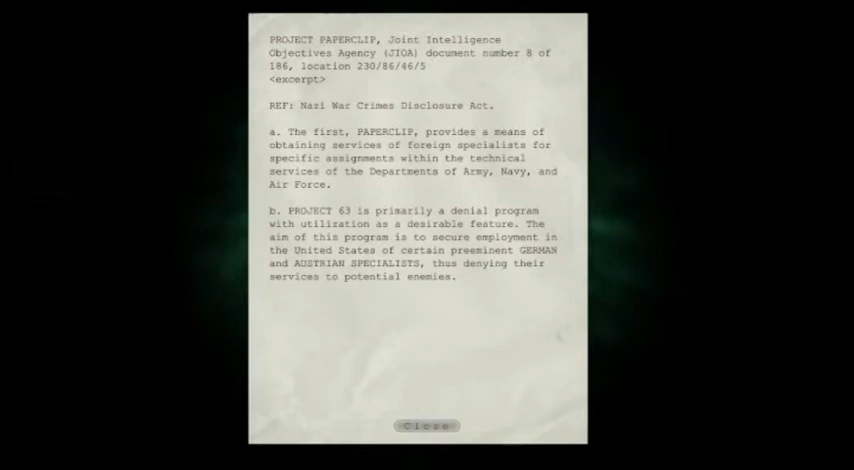 PROJECT PAPERCLIP, Joint Intelligence
Objectives Agency (JIOA) document number 8 of
186, location 230/86/46/5
<excerpt>
REF: Nazi War Crimes Disclosure Act.
a. The first, PAPERCLIP, provides a means of
obtaining services of foreign specialists for
specific assignments within the technical
services of the Departments of Army, Navy, and
Air Force.
b. PROJECT 63 is primarily a denial program
with utilization as a desirable feature. The
aim of this program is to secure employment in
the United States of certain preeminent GERMAN
and AUSTRIAN SPECIALISTS, thus denying their
services to potential enemies.
Close